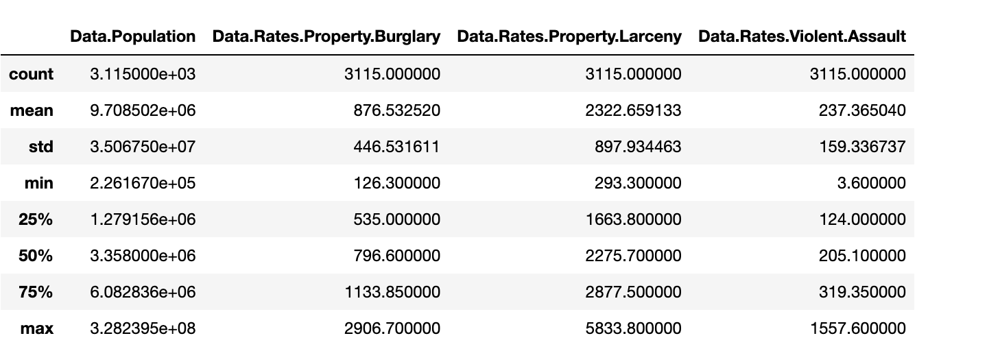 Data.Population Data.Rates.Property.Burglary Data.Rates.Property.Larceny Data.Rates.Violent.Assault
count 3.115000e+03 3115.000000 3115.000000 3115.000000
mean 9.708502e+06 876.532520 2322.659133 237.365040
std 3.506750e+07 446.531611 897.934463 159.336737
min 2.261670e+05 126.300000 293.300000 3.600000
25% 1.279156e+06 535.000000 1663.800000 124.000000
50% 3.358000e+06 796.600000 2275.700000 205.100000
75% 6.082836e+06 1133.850000 2877.500000 319.350000
max 3.282395e+08 2906.700000 5833.800000 1557.600000